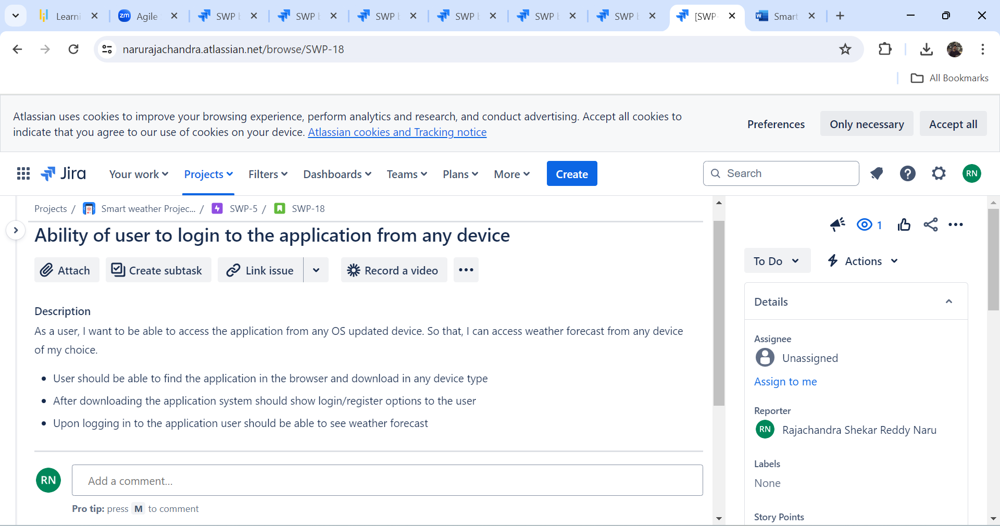 Learni
Agile
SWP b
SWP b
SWP b
SWP b
SWP b
SWP b
[SWP-
Smart
narurajachandra.atlassian.net/browse/SWP-18
All Bookmarks
Atlassian uses cookies to improve your browsing experience, perform analytics and research, and conduct advertising. Accept all cookies to
indicate that you agree to our use of cookies on your device. Atlassian cookies and Tracking notice
Preferences
Only necessary
Accept all
Jira
Your work
Projects
Filters
Dashboards
Teams
Plans
More
Create
Search
RN
Projects / Smart weather Projec... / SWP-5 / SWP-18
Ability of user to login to the application from any device
Attach
Create subtask
Link issue
Record a video
Description
As a user, I want to be able to access the application from any OS updated device. So that, I can access weather forecast from any device
of my choice.
• User should be able to find the application in the browser and download in any device type
• After downloading the application system should show login/register options to the user
• Upon logging in to the application user should be able to see weather forecast
RN
Add a comment...
Pro tip: press M to comment
1
To Do
Actions
Details
Assignee
Unassigned
Assign to me
Reporter
RN Rajachandra Shekar Reddy Naru
Labels
None
Story Points